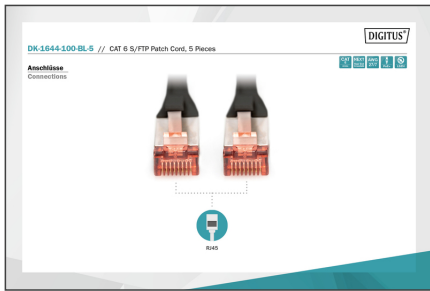 DIGITUS®
DK-1644-100-BL-5 // CAT 6 S/FTP Patch Cord, 5 Pieces
Anschlüsse
Connections
RJ45